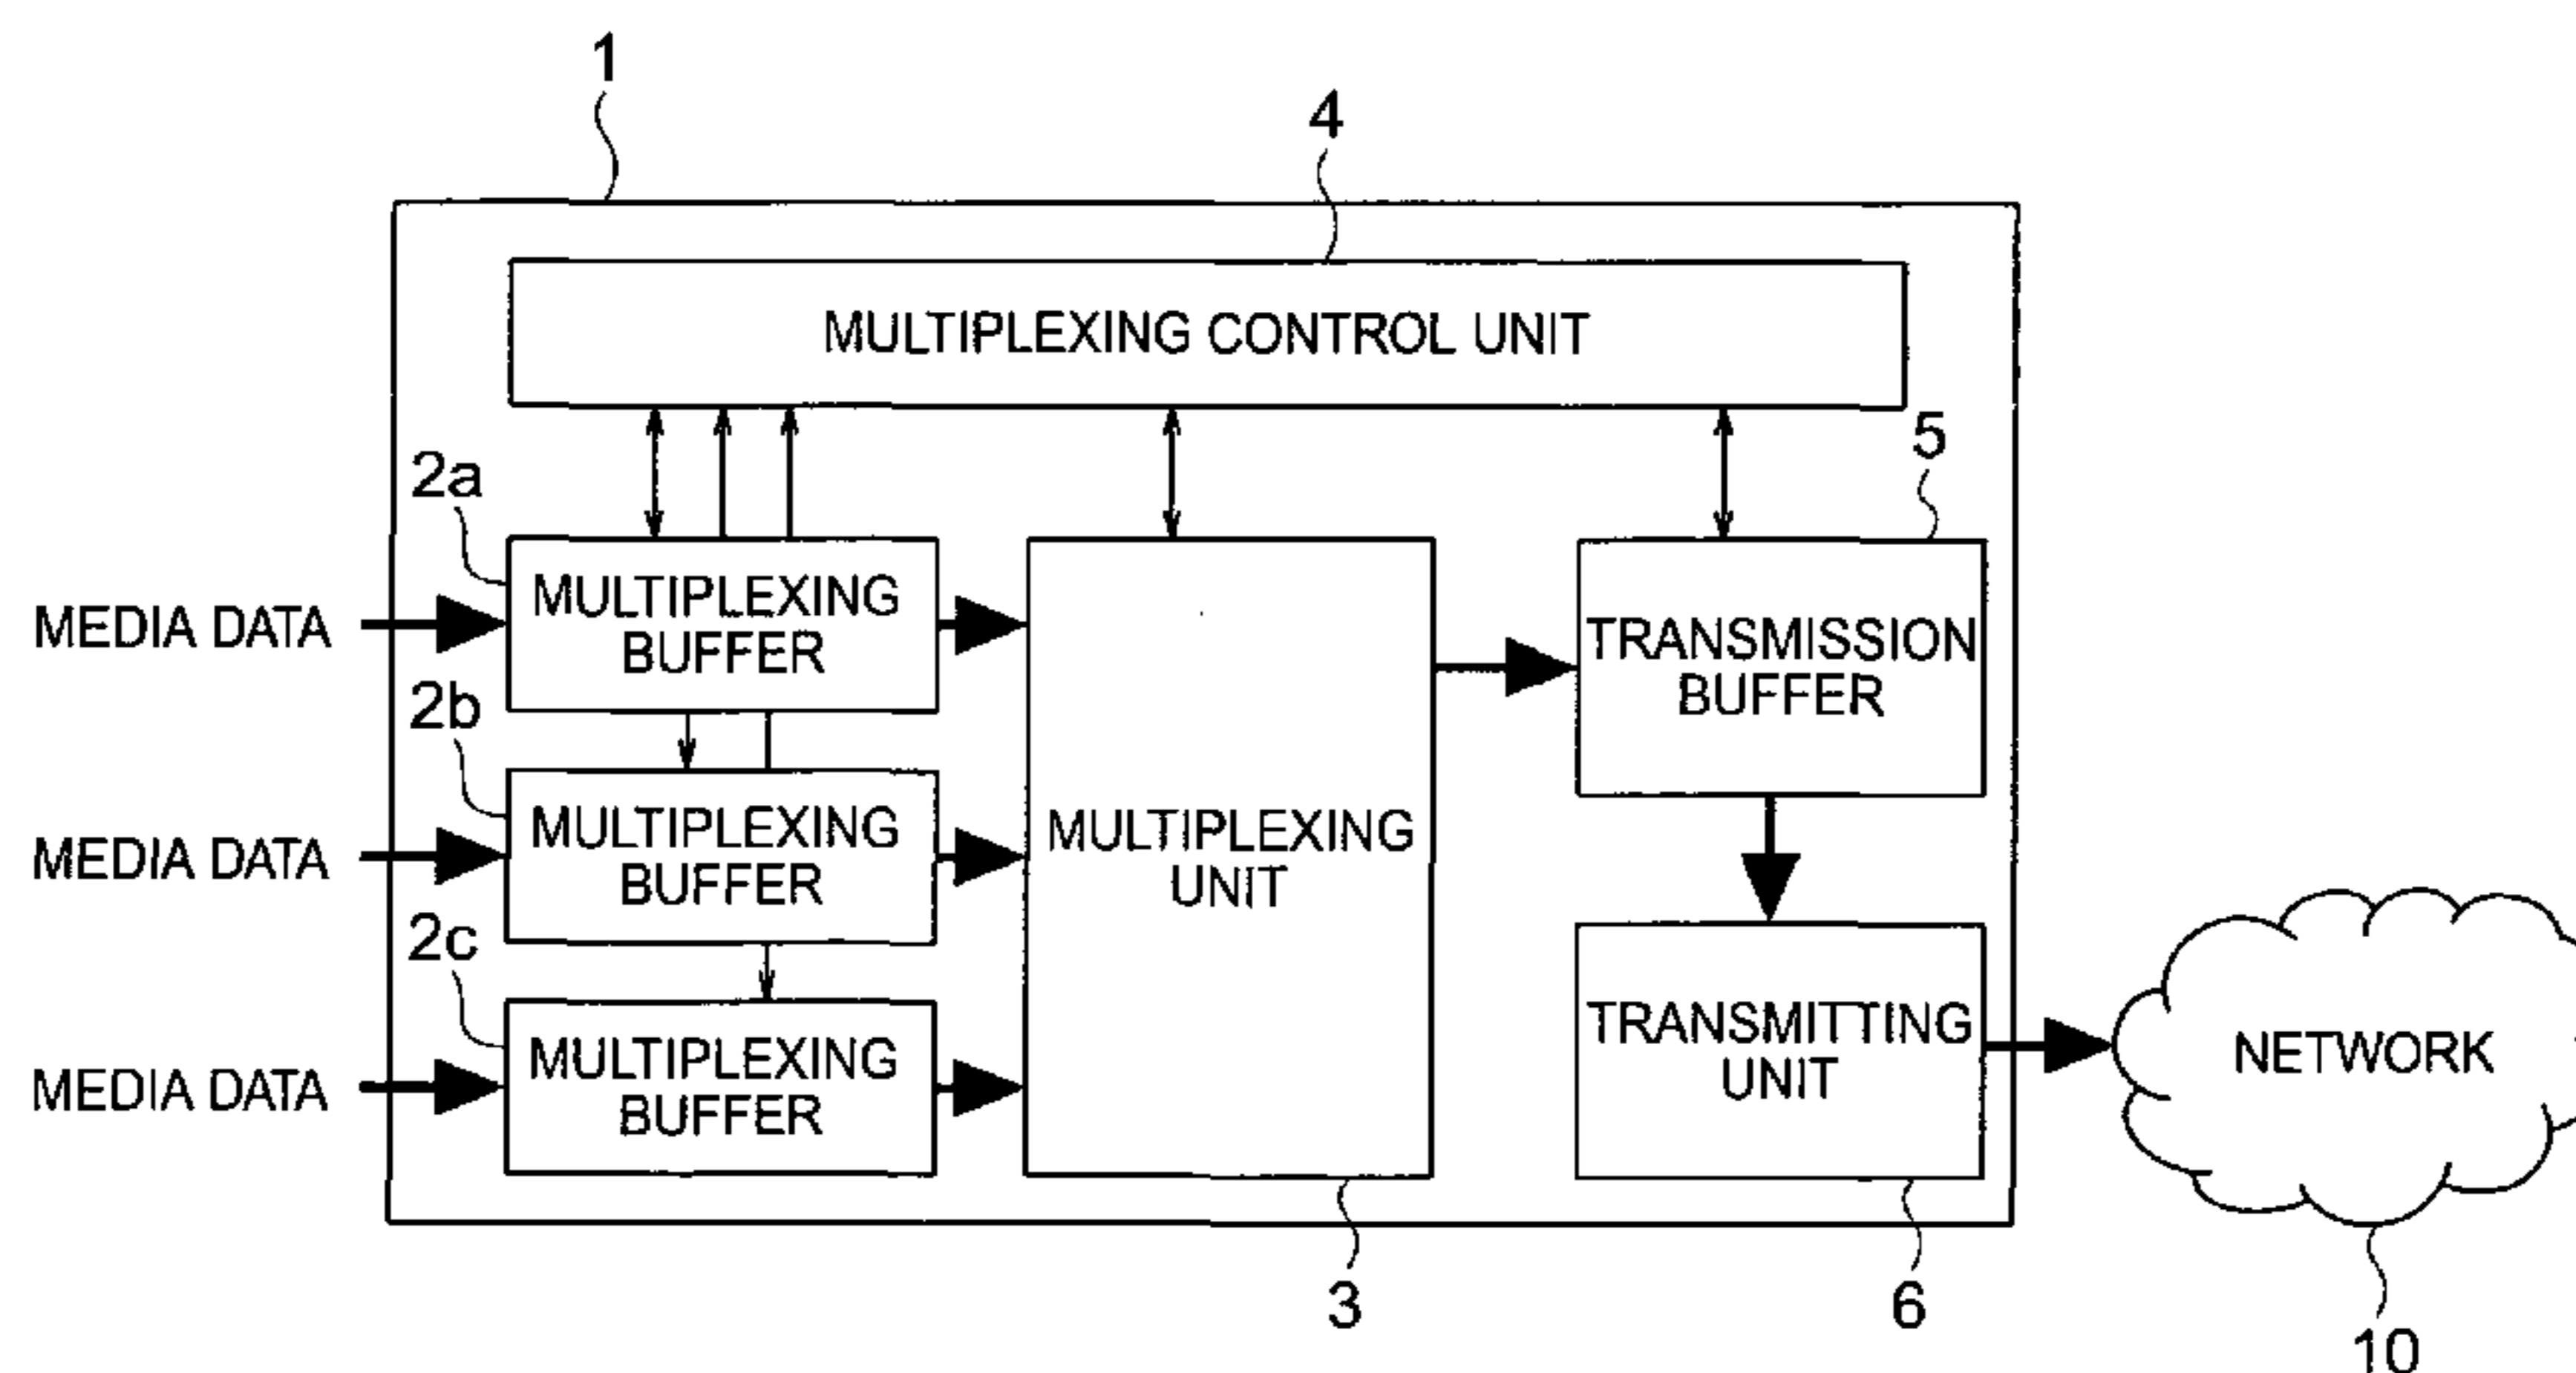 1
4
MULTIPLEXING CONTROL UNIT
5
2a
MEDIA DATA
MULTIPLEXING
BUFFER
2b
MEDIA DATA
MULTIPLEXING
BUFFER
2c
MEDIA DATA
MULTIPLEXING
BUFFER
MULTIPLEXING
UNIT
TRANSMISSION
BUFFER
TRANSMITTING
UNIT
NETWORK
3
6
10